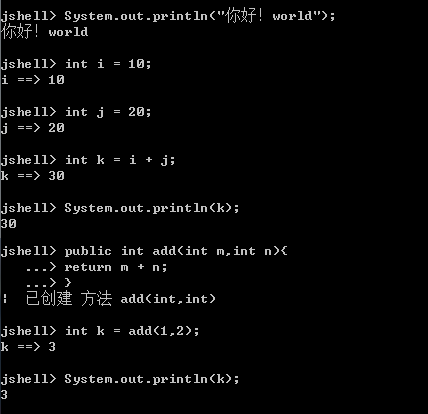 jshell> System.out.println("你好！world");
你好！world
jshell> int i = 10;
i ==> 10
jshell> int j = 20;
j ==> 20
jshell> int k = i + j;
k ==> 30
jshell> System.out.println(k);
30
jshell> public int add(int m,int n){
...> return m + n;
...> }
|  已创建 方法 add(int,int)
jshell> int k = add(1,2);
k ==> 3
jshell> System.out.println(k);
3